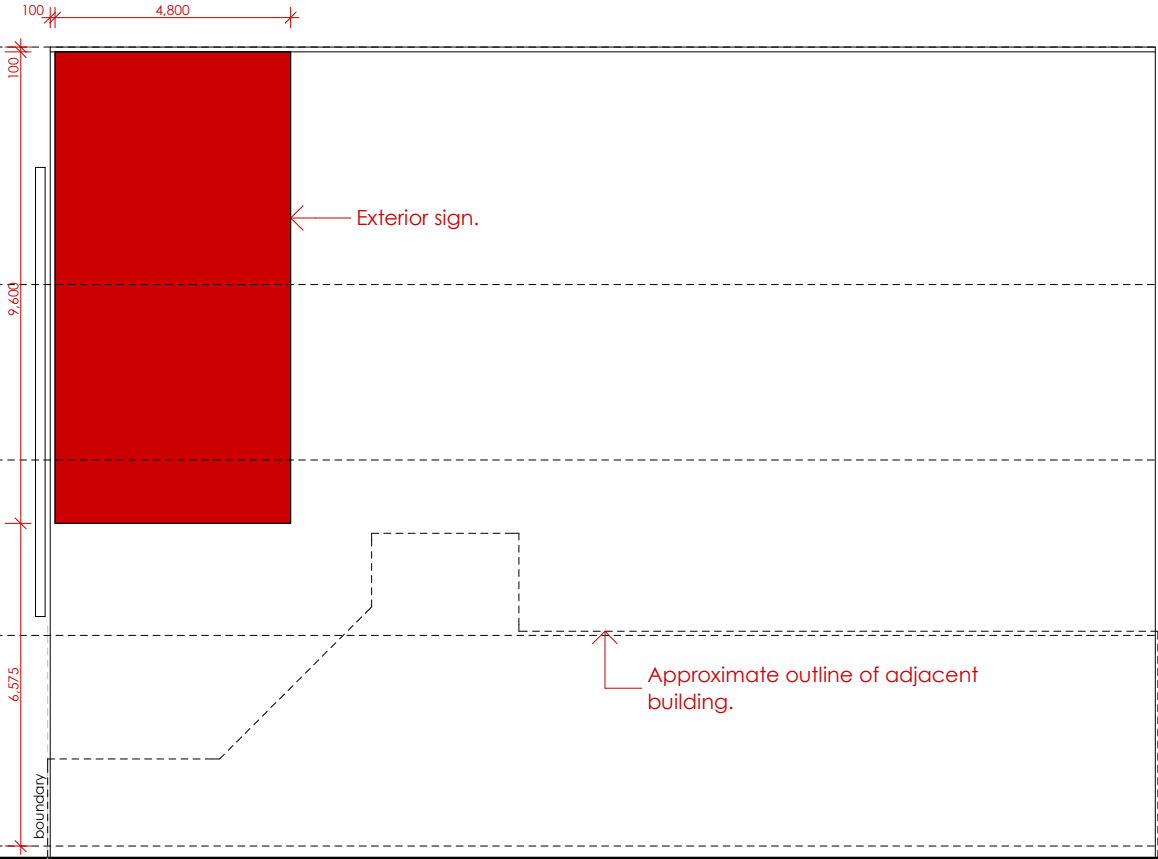 100
4,800
100
Exterior sign.
9,600
Approximate outline of adjacent
building.
6,575
boundary